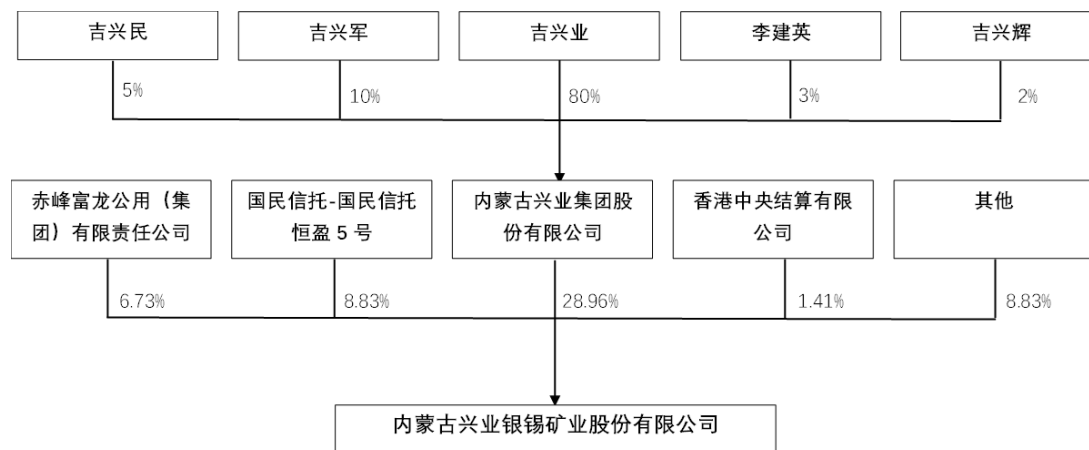 吉兴民
吉兴军
吉兴业
李建英
吉兴辉
5%
10%
80%
3%
2%
赤峰富龙公用（集
团）有限责任公司
国民信托-国民信托
恒盈 5 号
内蒙古兴业集团股
份有限公司
香港中央结算有限
公司
其他
6.73%
8.83%
28.96%
1.41%
8.83%
内蒙古兴业银锡矿业股份有限公司